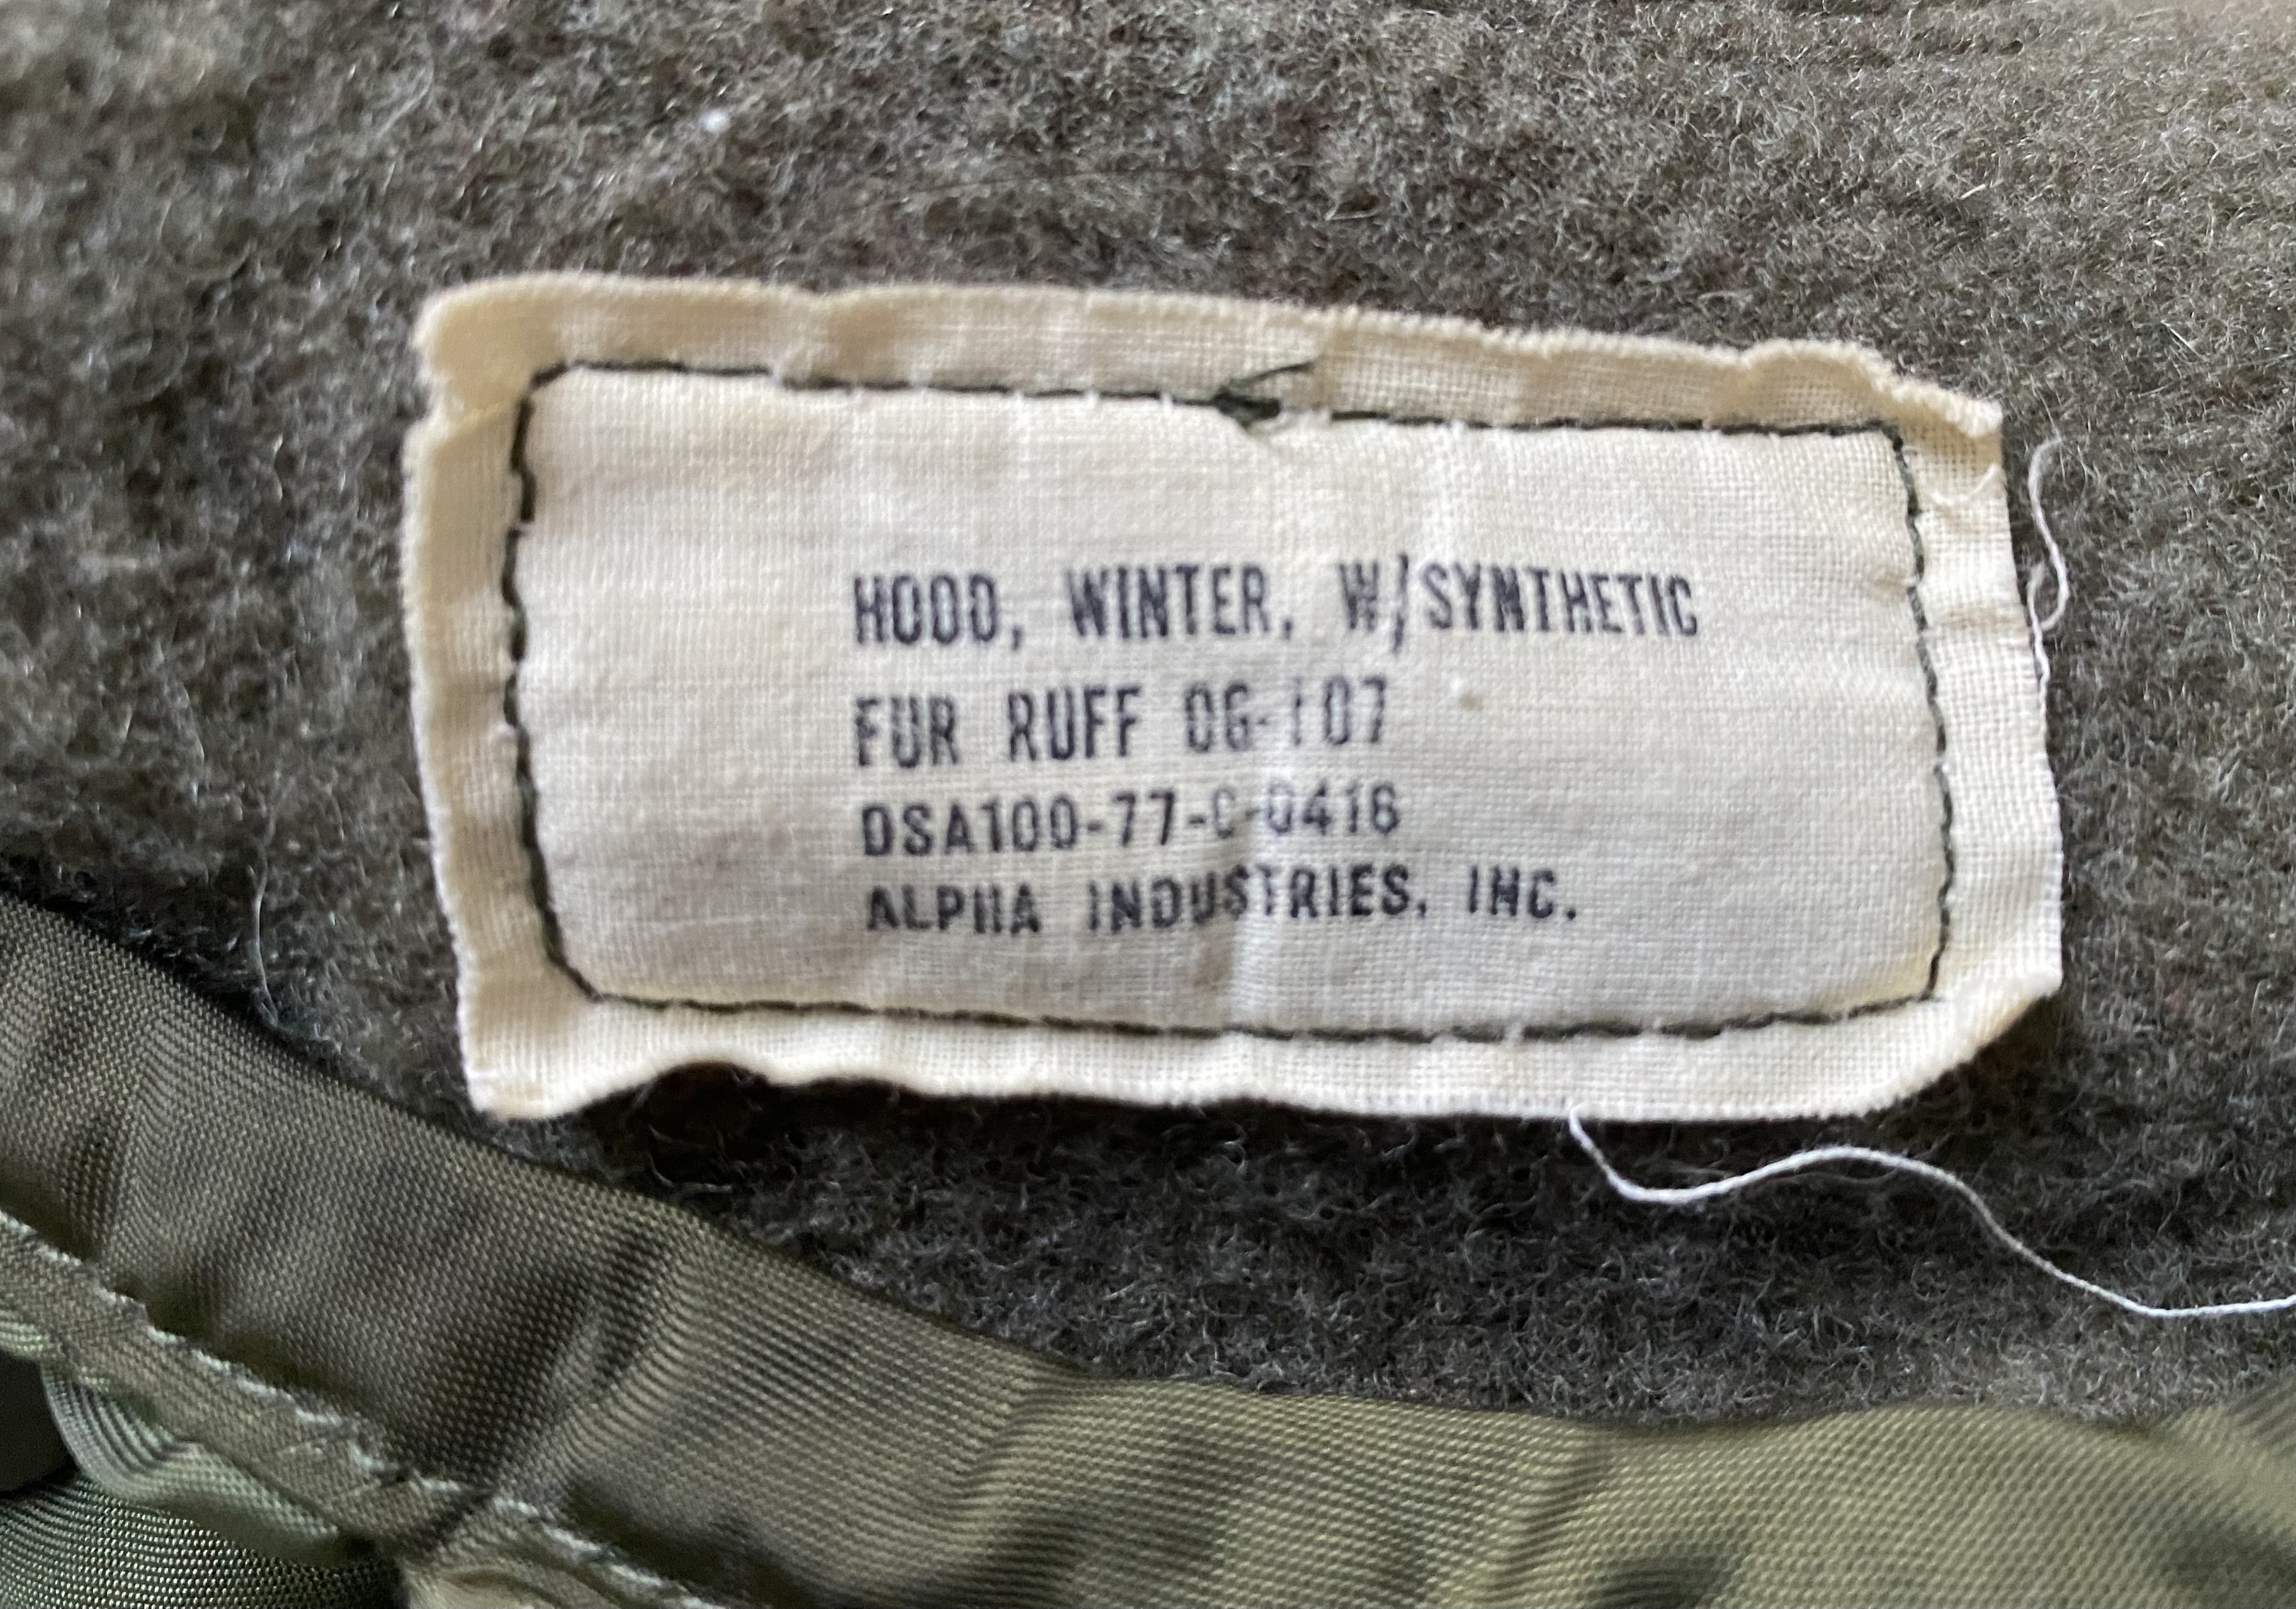 HOOD, WINTER, W/SYNTHETIC
FUR RUFF OG-107
DSA100-77-C-0416
ALPHA INDUSTRIES, INC.